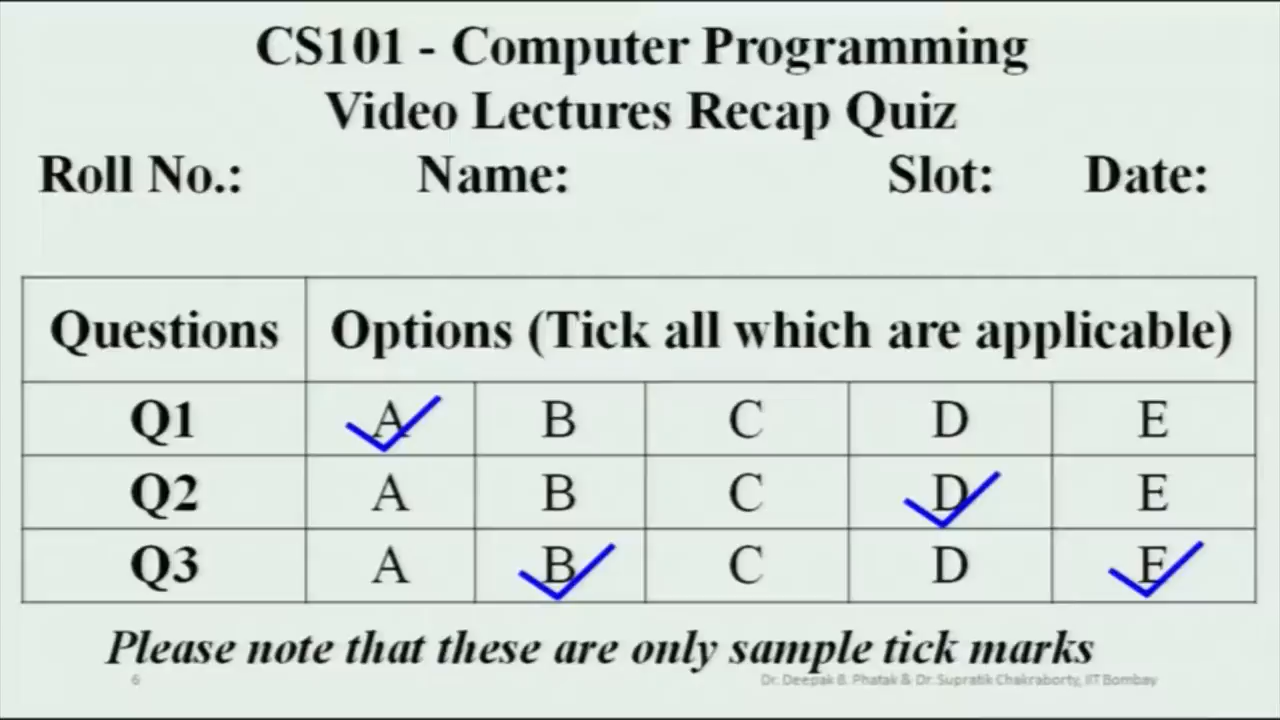 CS101 - Computer Programming
Video Lectures Recap Quiz
Roll No.: Name: Slot: Date:
Questions Options (Tick all which are applicable)
Q1 A B C D E
Q2 A B C D E
Q3 A B C D E
Please note that these are only sample tick marks
6 Dr. Deepak B. Phatak & Dr. Supratik Chakraborty, IIT Bombay